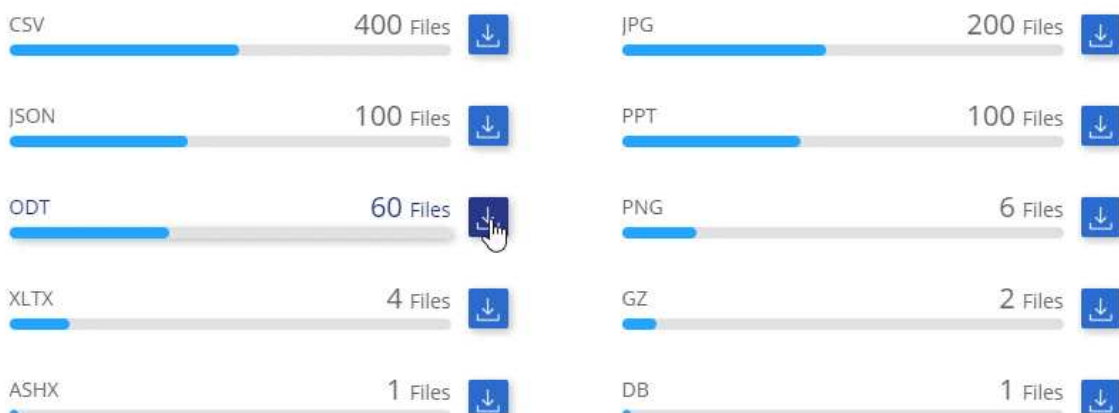 CSV 400 Files
JPG 200 Files
JSON 100 Files
PPT 100 Files
ODT 60 Files
PNG 6 Files
XLTX 4 Files
GZ 2 Files
ASHX 1 Files
DB 1 Files